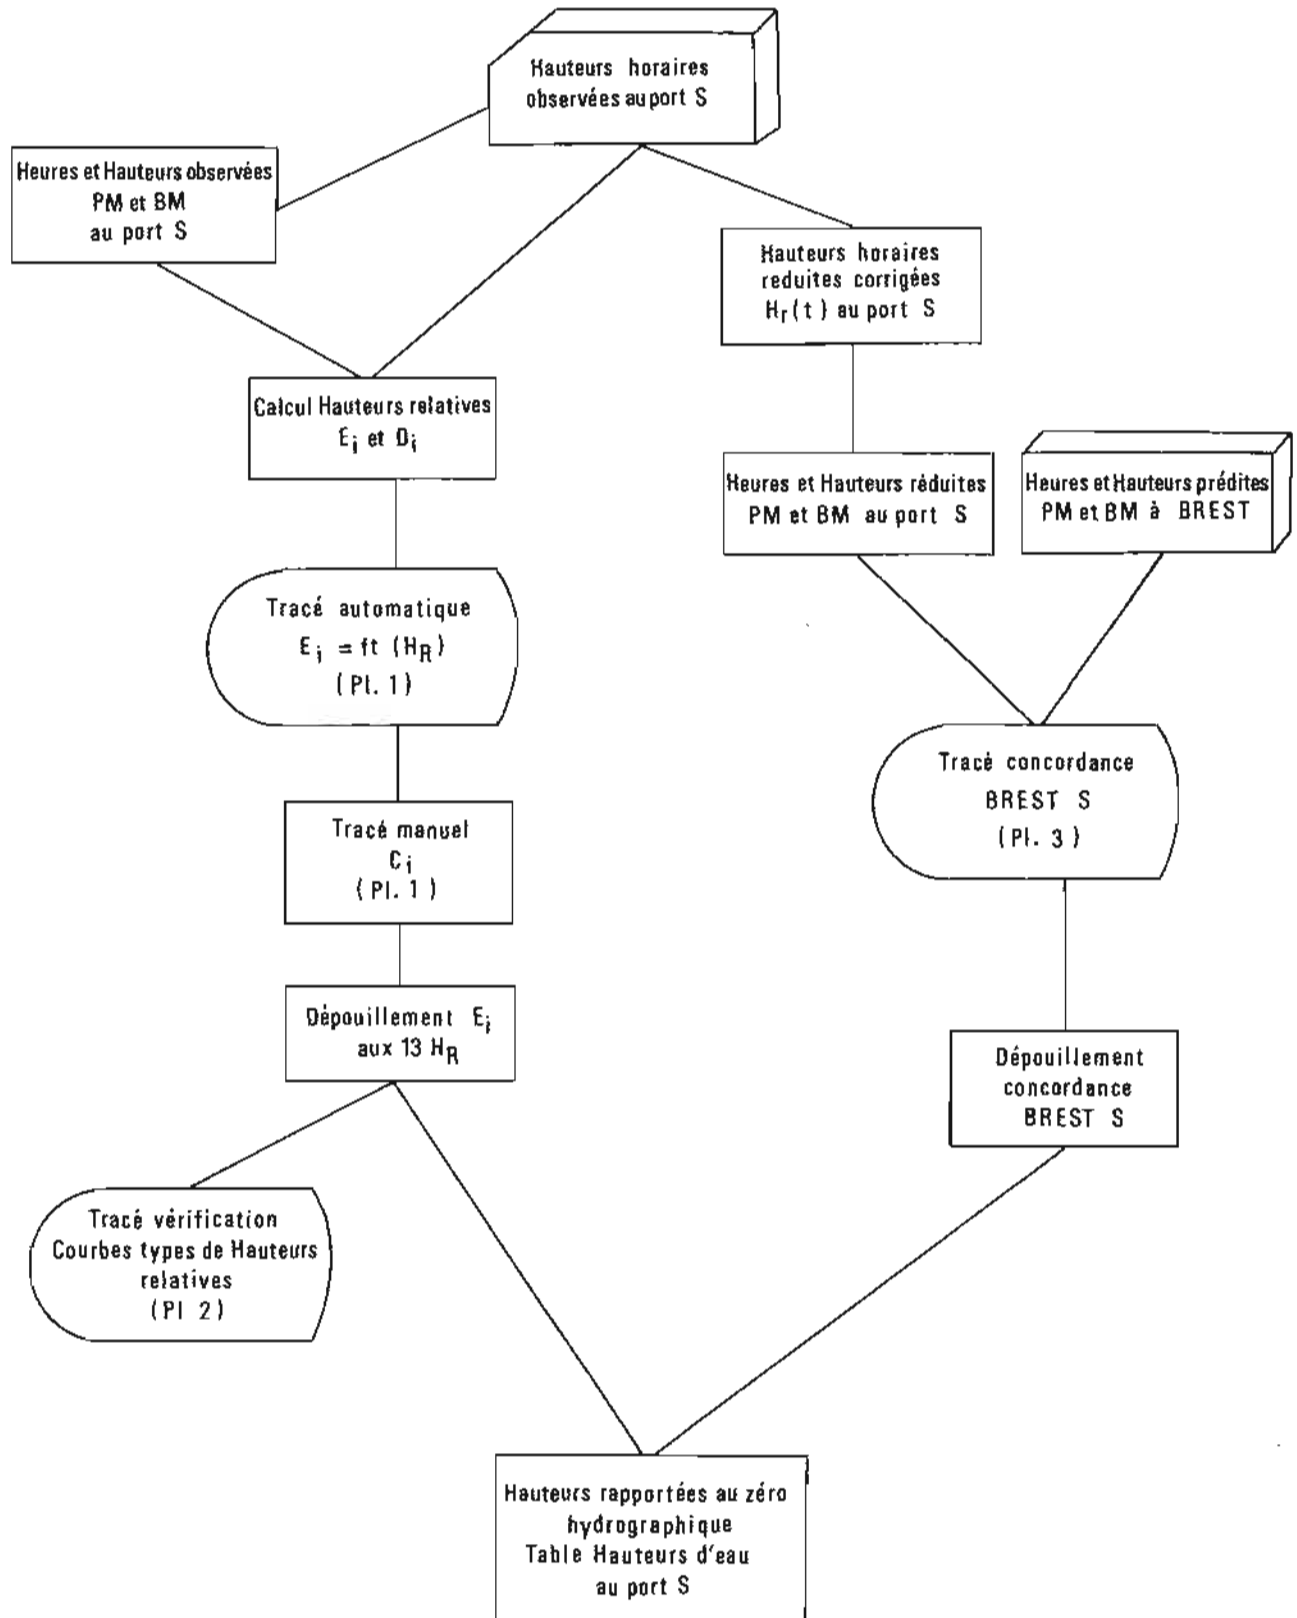 Hauteurs horaires
observées au port S
Heures et Hauteurs observées
PM et BM
au port S
Hauteurs horaires
reduites corrigées
Hr(t) au port S
Calcul Hauteurs relatives
Ei et Di
Heures et Hauteurs réduites
PM et BM au port S
Heures et Hauteurs prédites
PM et BM à BREST
Tracé automatique
Ei = ft (HR)
(Pl. 1)
Tracé concordance
BREST S
(Pl. 3)
Tracé manuel
Ci
(Pl. 1)
Dépouillement Ei
aux 13 HR
Dépouillement
concordance
BREST S
Tracé vérification
Courbes types de Hauteurs
relatives
(Pl 2)
Hauteurs rapportées au zéro
hydrographique
Table Hauteurs d'eau
au port S